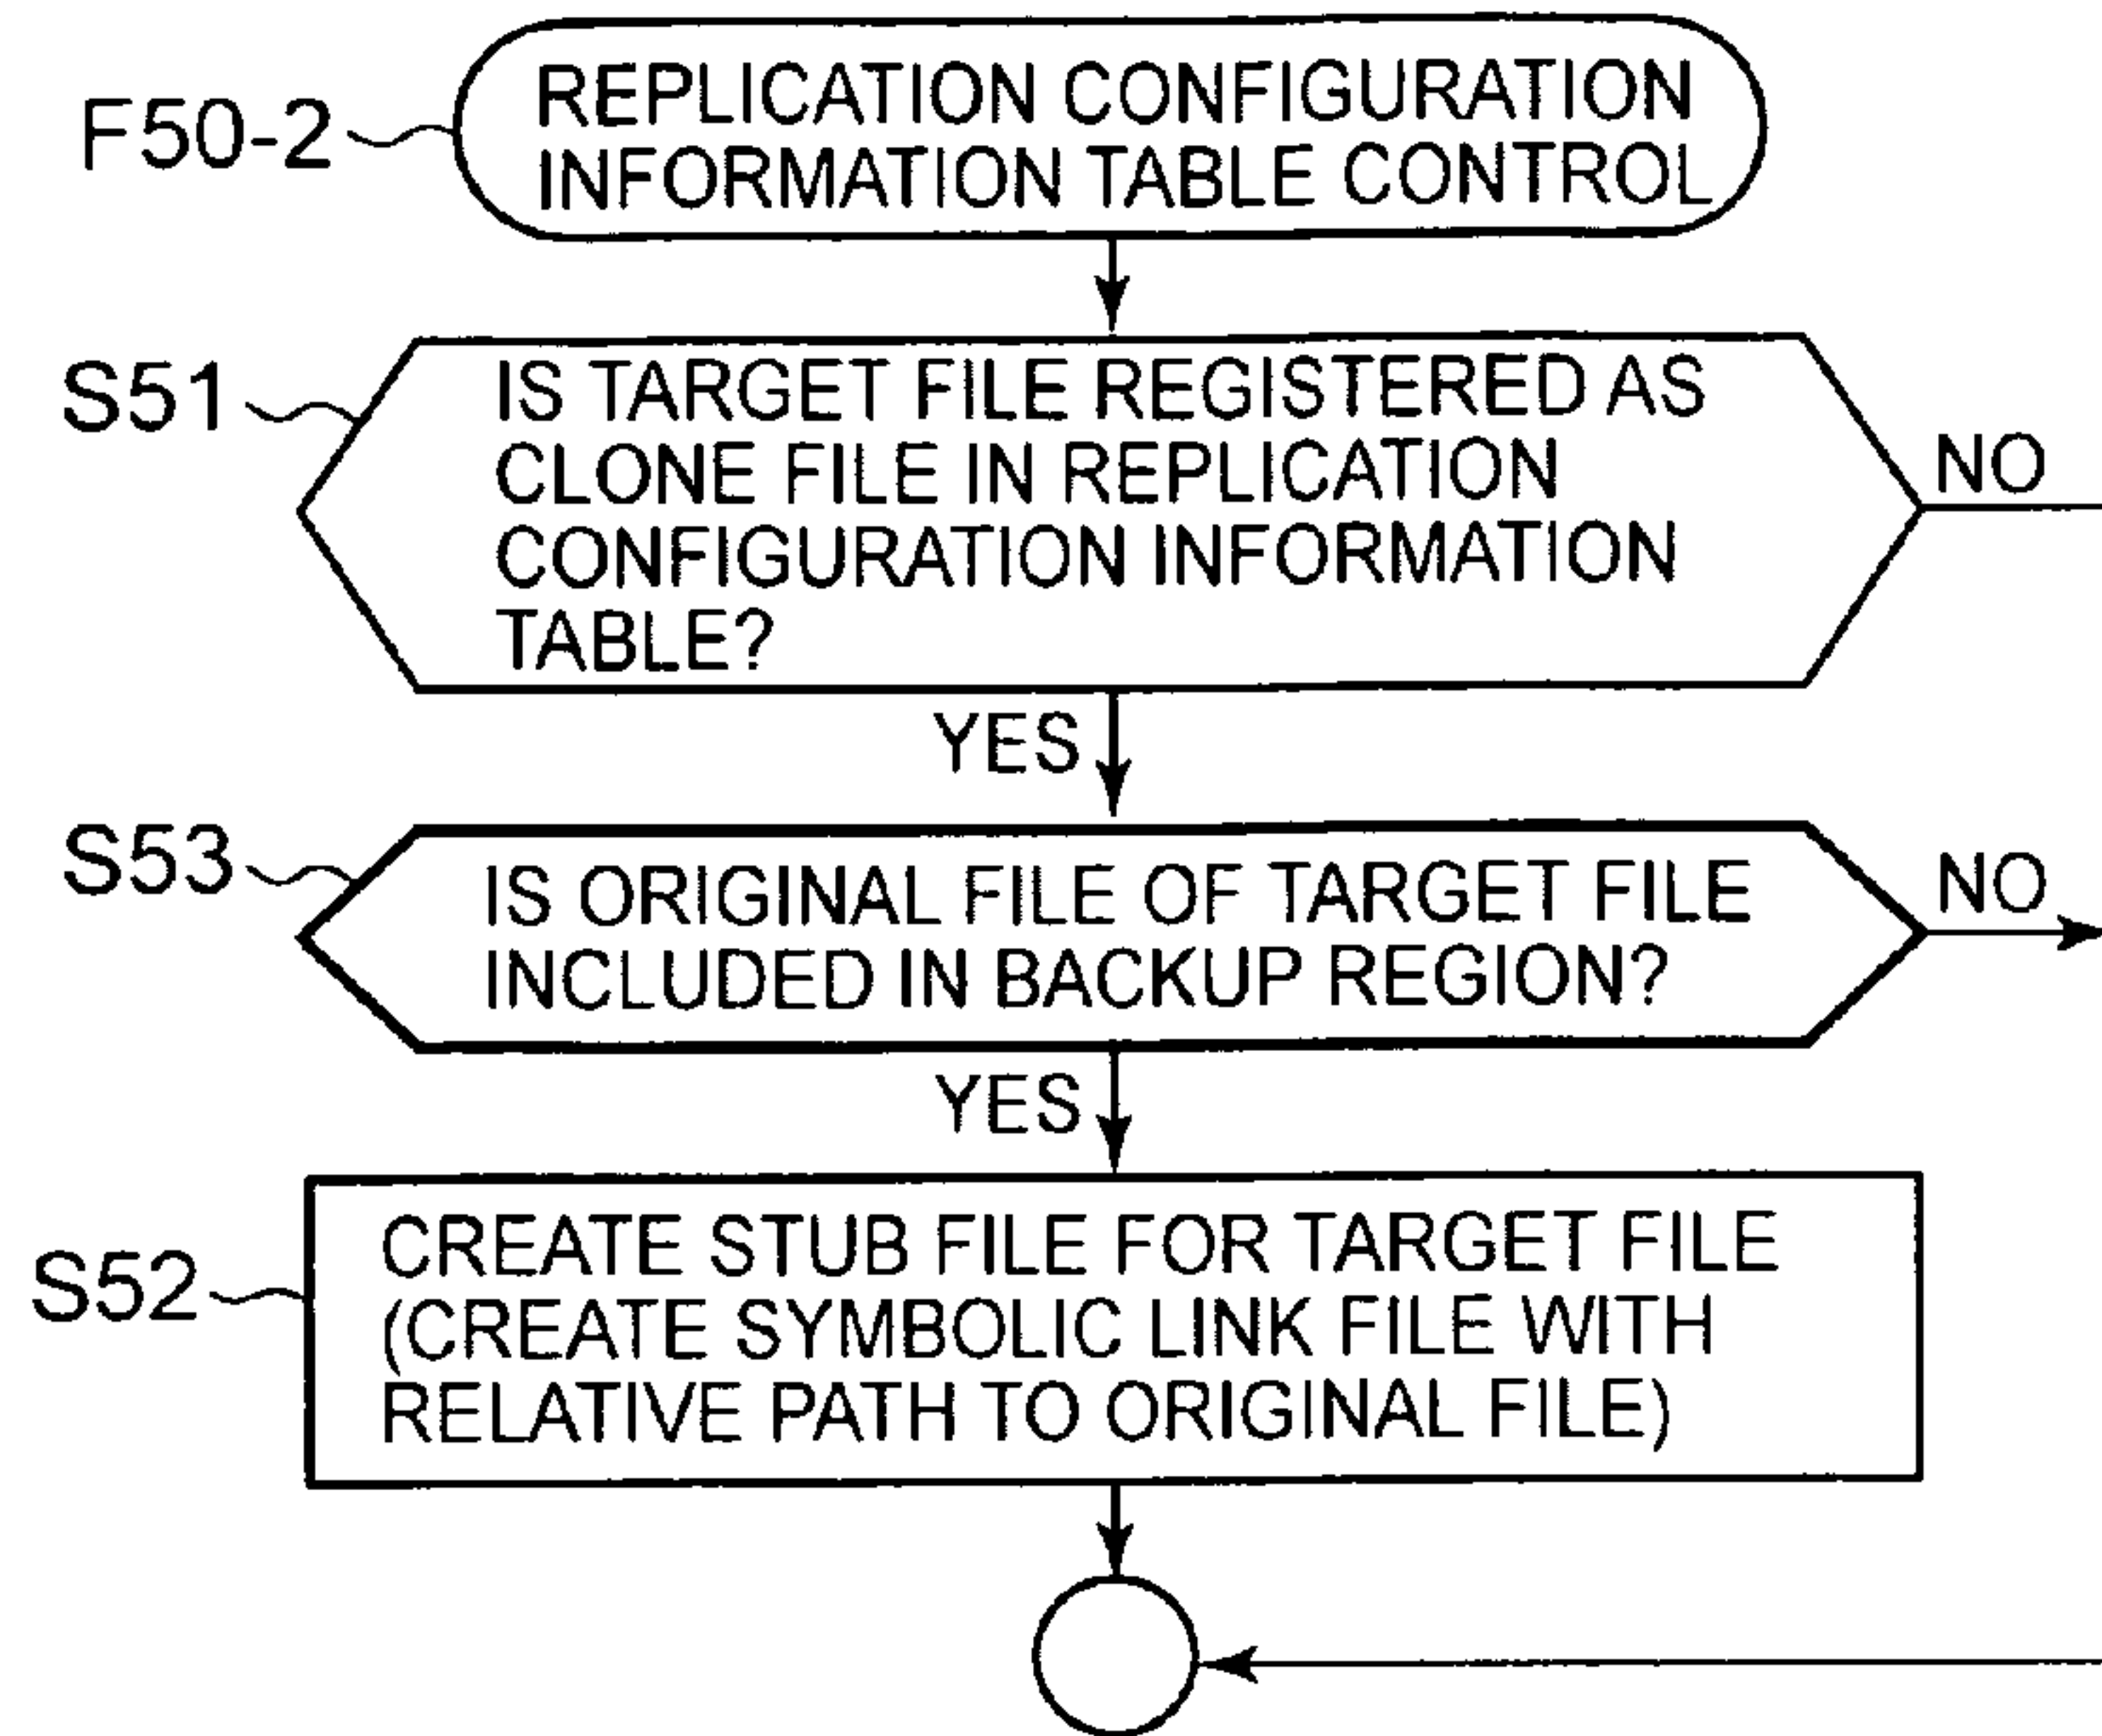 F50-2
REPLICATION CONFIGURATION
INFORMATION TABLE CONTROL
S51
IS TARGET FILE REGISTERED AS
CLONE FILE IN REPLICATION
CONFIGURATION INFORMATION
TABLE?
NO
YES
S53
IS ORIGINAL FILE OF TARGET FILE
INCLUDED IN BACKUP REGION?
NO
YES
S52
CREATE STUB FILE FOR TARGET FILE
(CREATE SYMBOLIC LINK FILE WITH
RELATIVE PATH TO ORIGINAL FILE)